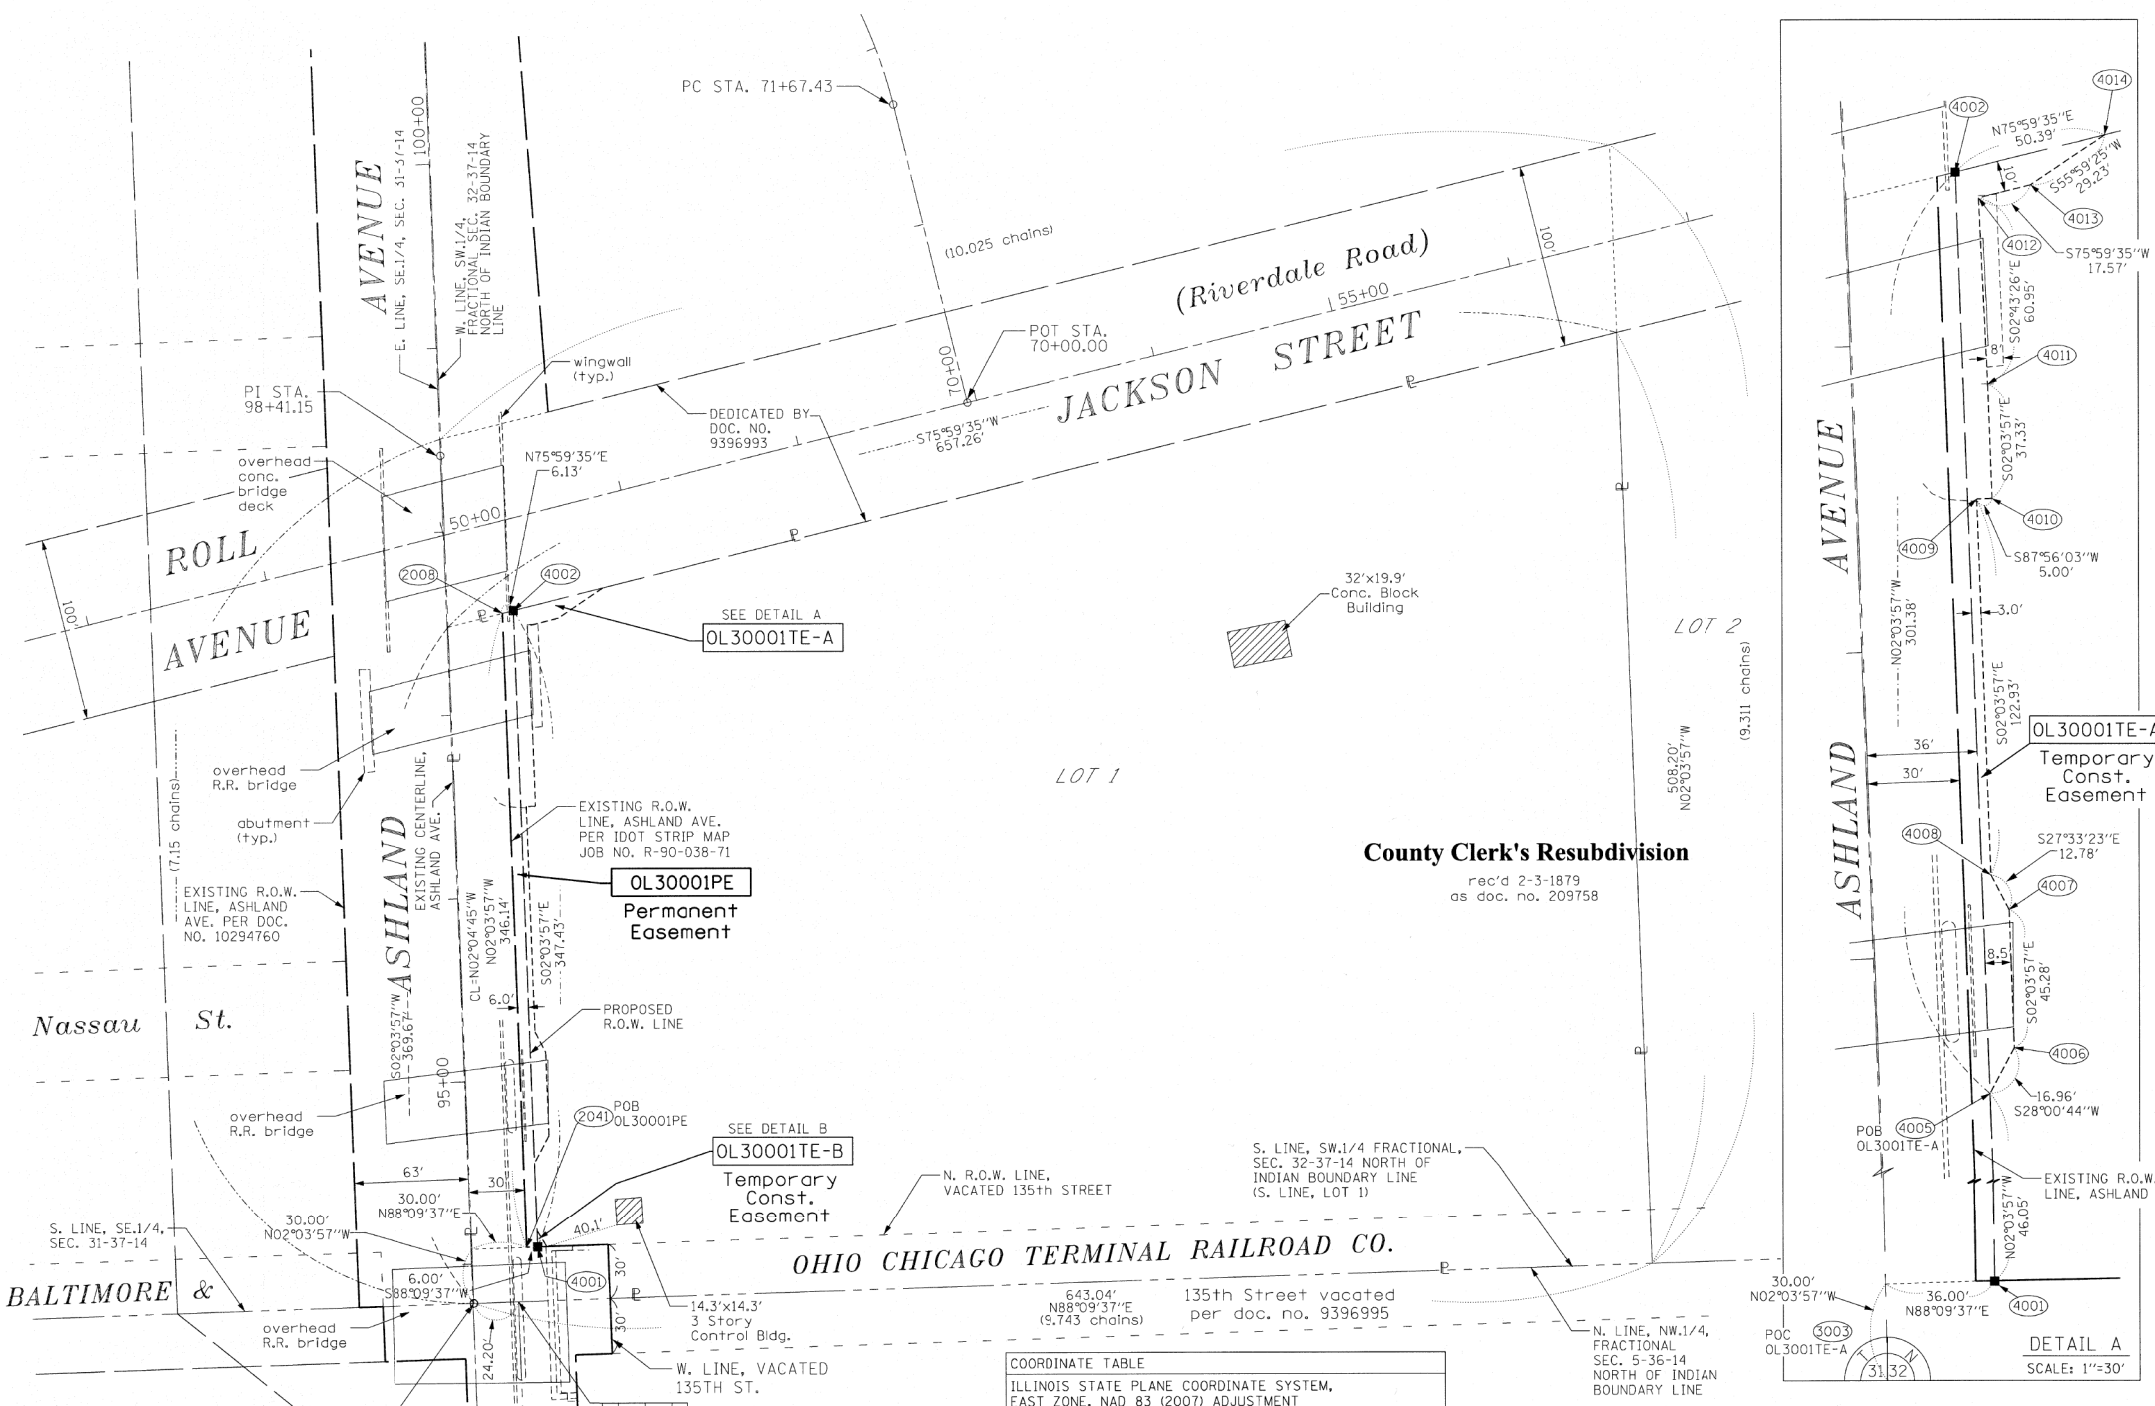 PC STA. 71+67.43
AVENUE
E. LINE, SE.1/4, SEC. 31-37-14
100+00
W. LINE, SW.1/4,
FRACTIONAL SEC. 32-37-14
NORTH OF INDIAN BOUNDARY
LINE
(10.025 chains)
(Riverdale Road)
100'
55+00
JACKSON STREET
POT STA.
70+00.00
70+00
S75°59'35"W
657.26'
wingwall
(typ.)
DEDICATED BY
DOC. NO.
9396993
PI STA.
98+41.15
N75°59'35"E
6.13'
overhead
conc.
bridge
deck
50+00
ROLL
AVENUE
100'
2008
4002
SEE DETAIL A
0L30001TE-A
32'x19.9'
Conc. Block
Building
LOT 2
(9.311 chains)
508.20'
N02°03'57"W
LOT 1
overhead
R.R. bridge
abutment
(typ.)
(7.15 chains)
EXISTING R.O.W.
LINE, ASHLAND
AVE. PER DOC.
NO. 10294760
ASHLAND
EXISTING CENTERLINE,
ASHLAND AVE.
EXISTING R.O.W.
LINE, ASHLAND AVE.
PER IDOT STRIP MAP
JOB NO. R-90-038-71
0L30001PE
Permanent
Easement
County Clerk's Resubdivision
rec'd 2-3-1879
as doc. no. 209758
CL=N02°04'45"W
N02°03'57"W
346.14'
S02°03'57"E
347.43'
6.0'
PROPOSED
R.O.W. LINE
Nassau St.
S02°03'57"W
369.67'
95+00
overhead
R.R. bridge
2041
POB
0L30001PE
SEE DETAIL B
0L30001TE-B
Temporary
Const.
Easement
N. R.O.W. LINE,
VACATED 135th STREET
S. LINE, SW.1/4 FRACTIONAL,
SEC. 32-37-14 NORTH OF
INDIAN BOUNDARY LINE
(S. LINE, LOT 1)
63'
30'
30.00'
N88°09'37"E
30.00'
N02°03'57"W
40.1'
S. LINE, SE.1/4,
SEC. 31-37-14
BALTIMORE &
OHIO CHICAGO TERMINAL RAILROAD CO.
6.00'
S88°09'37"W
4001
30'
30'
24.20'
14.3'x14.3'
3 Story
Control Bldg.
643.04'
N88°09'37"E
(9.743 chains)
135th Street vacated
per doc. no. 9396995
overhead
R.R. bridge
W. LINE, VACATED
135TH ST.
N. LINE, NW.1/4,
FRACTIONAL
SEC. 5-36-14
NORTH OF INDIAN
BOUNDARY LINE
COORDINATE TABLE
ILLINOIS STATE PLANE COORDINATE SYSTEM,
EAST ZONE, NAD 83 (2007) ADJUSTMENT
4014
4002
N75°59'35"E
50.39'
10'
S55°59'25"W
29.23'
4013
4012
S75°59'35"W
17.57'
S02°43'26"E
60.95'
8'
4011
S02°03'57"E
37.33'
AVENUE
4010
4009
S87°56'03"W
5.00'
N02°03'57"W
301.38'
3.0'
S02°03'57"E
122.93'
0L30001TE-A
Temporary
Const.
Easement
36'
30'
ASHLAND
4008
S27°33'23"E
12.78'
4007
8.5'
S02°03'57"E
45.28'
4006
16.96'
S28°00'44"W
4005
POB
0L3001TE-A
EXISTING R.O.W.
LINE, ASHLAND
N02°03'57"W
46.05'
30.00'
N02°03'57"W
36.00'
N88°09'37"E
4001
POC
0L3001TE-A
3003
T N
31 32
DETAIL A
SCALE: 1"=30'